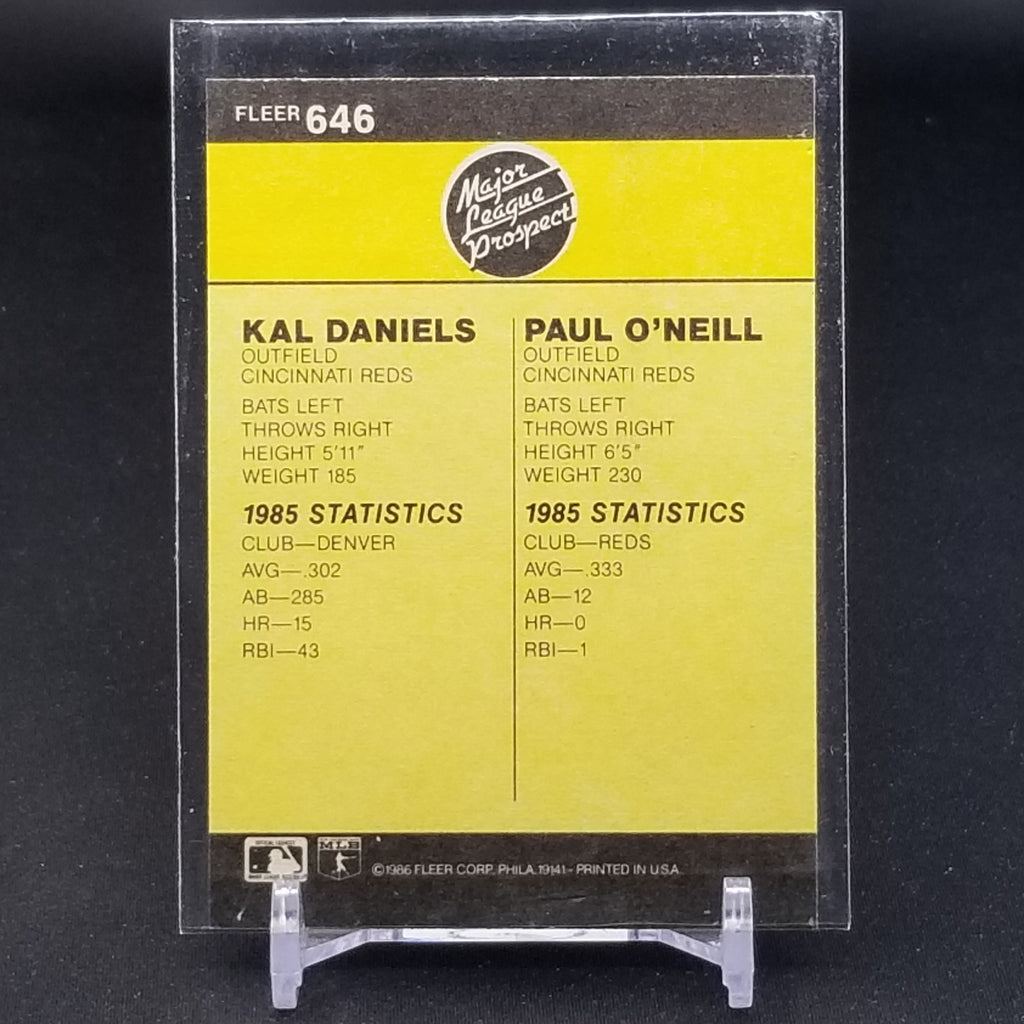 FLEER 646
Major
League
Prospect
KAL DANIELS
OUTFIELD
CINCINNATI REDS
BATS LEFT
THROWS RIGHT
HEIGHT 5'11"
WEIGHT 185
1985 STATISTICS
CLUB—DENVER
AVG—.302
AB—285
HR—15
RBI—43
PAUL O'NEILL
OUTFIELD
CINCINNATI REDS
BATS LEFT
THROWS RIGHT
HEIGHT 6'5"
WEIGHT 230
1985 STATISTICS
CLUB—REDS
AVG—.333
AB—12
HR—0
RBI—1
MLB
©1986 FLEER CORP. PHILA. 19141 - PRINTED IN U.S.A.